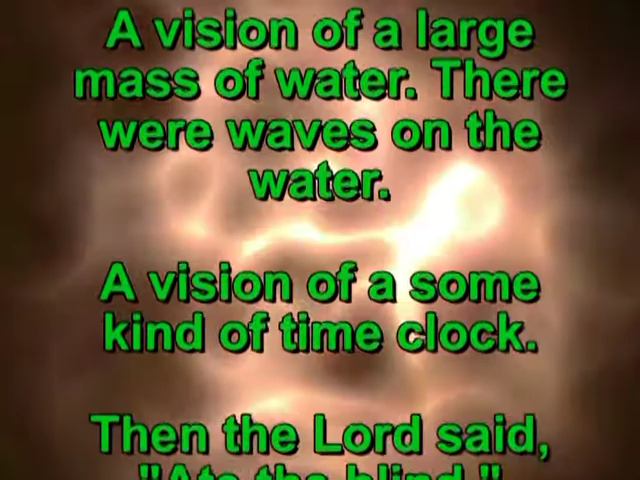 A vision of a large
mass of water. There
were waves on the
water.
A vision of a some
kind of time clock.
Then the Lord said,
"Ate the blind."